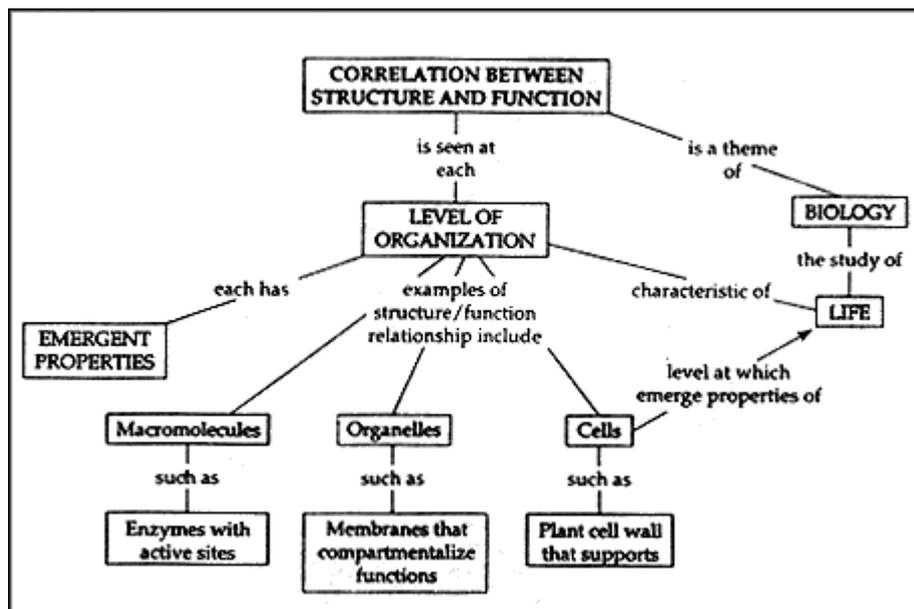 CORRELATION BETWEEN
STRUCTURE AND FUNCTION
is seen at
each
is a theme
of
LEVEL OF
ORGANIZATION
BIOLOGY
the study of
each has
examples of
structure/function
relationship include
characteristic of
LIFE
EMERGENT
PROPERTIES
level at which
emerge properties of
Macromolecules
Organelles
Cells
such as
such as
such as
Enzymes with
active sites
Membranes that
compartmentalize
functions
Plant cell wall
that supports